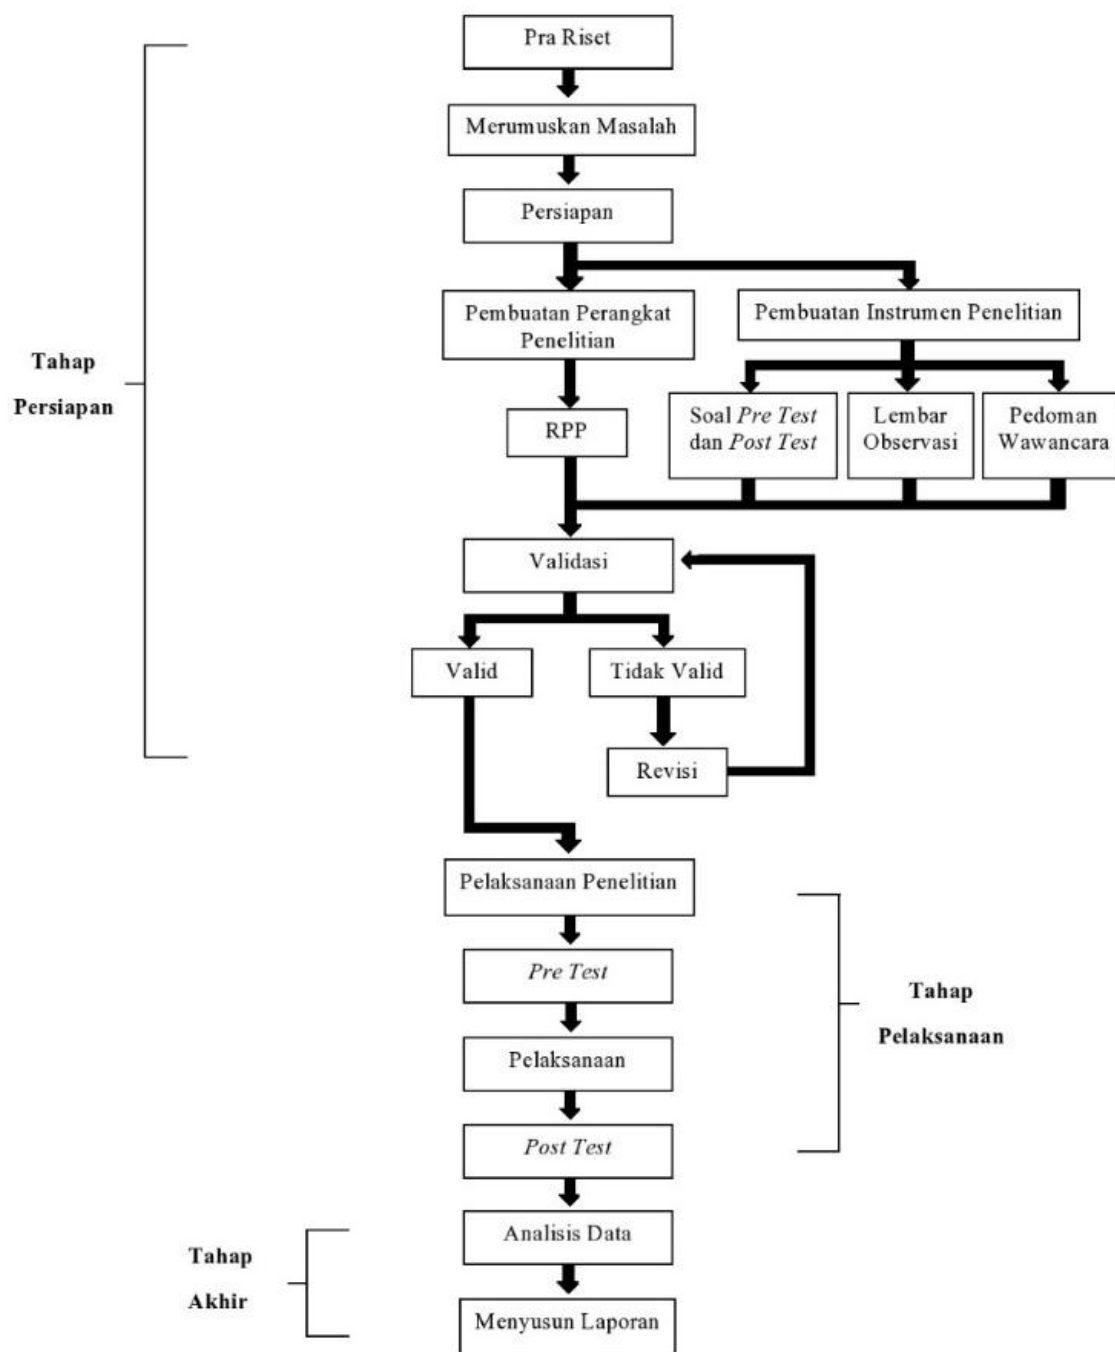 Pra Riset
Merumuskan Masalah
Persiapan
Pembuatan Perangkat
Penelitian
Pembuatan Instrumen Penelitian
Tahap
Persiapan
RPP
Soal Pre Test
dan Post Test
Lembar
Observasi
Pedoman
Wawancara
Validasi
Valid
Tidak Valid
Revisi
Pelaksanaan Penelitian
Pre Test
Tahap
Pelaksanaan
Pelaksanaan
Post Test
Analisis Data
Tahap
Akhir
Menyusun Laporan